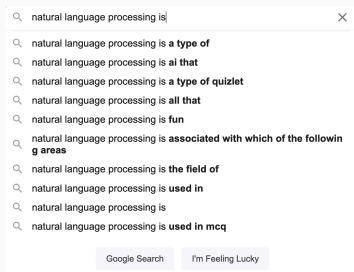 natural language processing is
natural language processing is a type of
natural language processing is ai that
natural language processing is a type of quizlet
natural language processing is all that
natural language processing is fun
natural language processing is associated with which of the followin
g areas
natural language processing is the field of
natural language processing is used in
natural language processing is
natural language processing is used in mcq
Google Search I'm Feeling Lucky